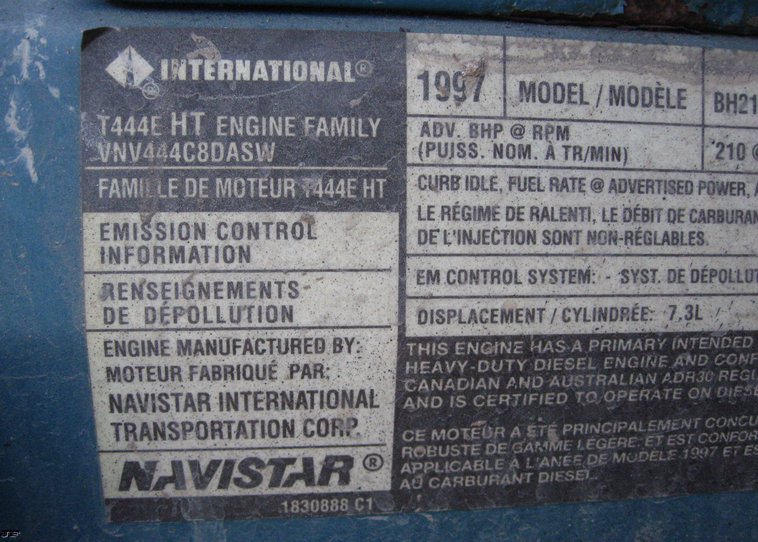 INTERNATIONAL®
T444E HT ENGINE FAMILY
VNV444C8DASW
FAMILLE DE MOTEUR T444E HT
EMISSION CONTROL
INFORMATION
RENSEIGNEMENTS
DE DÉPOLLUTION
ENGINE MANUFACTURED BY:
MOTEUR FABRIQUÉ PAR:
NAVISTAR INTERNATIONAL
TRANSPORTATION CORP.
NAVISTAR®
1830888 C1
1997 MODEL / MODÈLE BH21
ADV. BHP @ RPM
(PUISS. NOM. À TR/MIN) 210 @
CURB IDLE, FUEL RATE @ ADVERTISED POWER, A
LE RÉGIME DE RALENTI, LE DÉBIT DE CARBURAN
DE L'INJECTION SONT NON-RÉGLABLES.
EM CONTROL SYSTEM: - SYST. DE DÉPOLLUT
DISPLACEMENT / CYLINDRÉE: 7.3L /
THIS ENGINE HAS A PRIMARY INTENDED
HEAVY-DUTY DIESEL ENGINE AND CONF
CANADIAN AND AUSTRALIAN ADR30 REGU
AND IS CERTIFIED TO OPERATE ON DIESE
CE MOTEUR A ÉTÉ PRINCIPALEMENT CONCU
ROBUSTE DE GAMME LÉGÈRE ET EST CONFOR
APPLICABLE À L'ANEE DE MODÈLE 1997 ET ES
AU CARBURANT DIESEL.